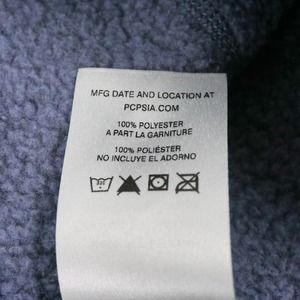 MFG DATE AND LOCATION AT
PCPSIA.COM
100% POLYESTER
A PART LA GARNITURE
100% POLIÉSTER
NO INCLUYE EL ADORNO